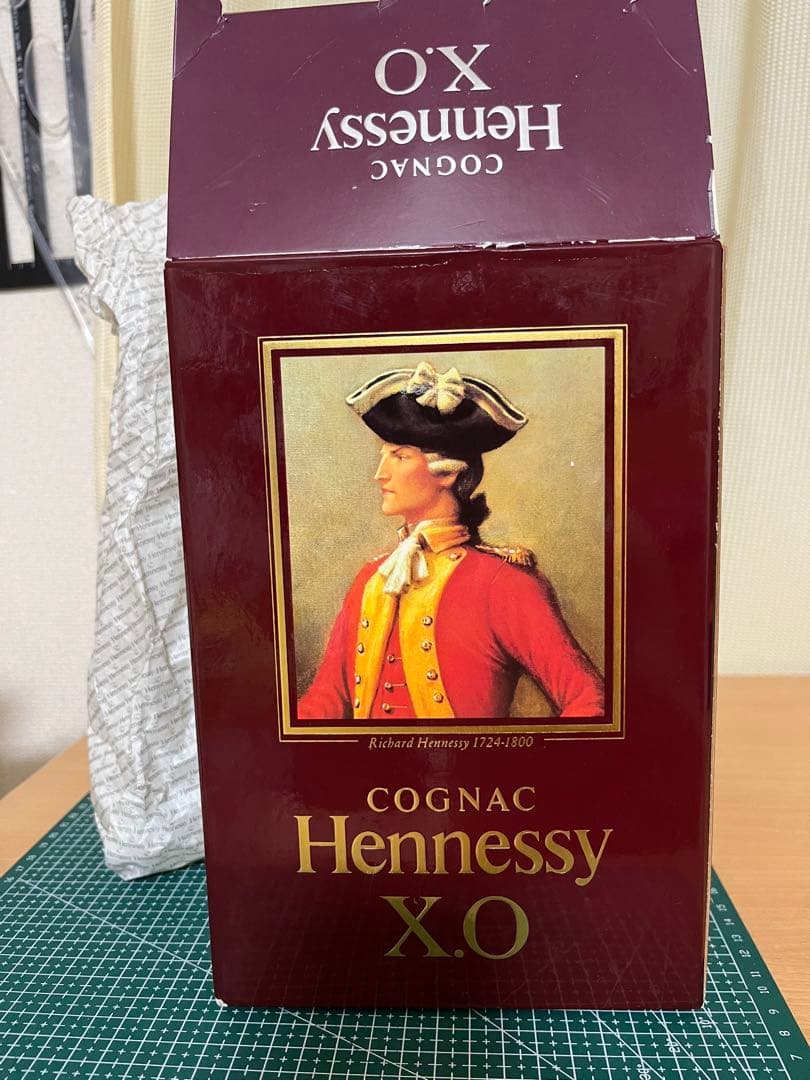 COGNAC
Hennessy
X.O
Richard Hennessy 1724-1800
COGNAC
Hennessy
X.O